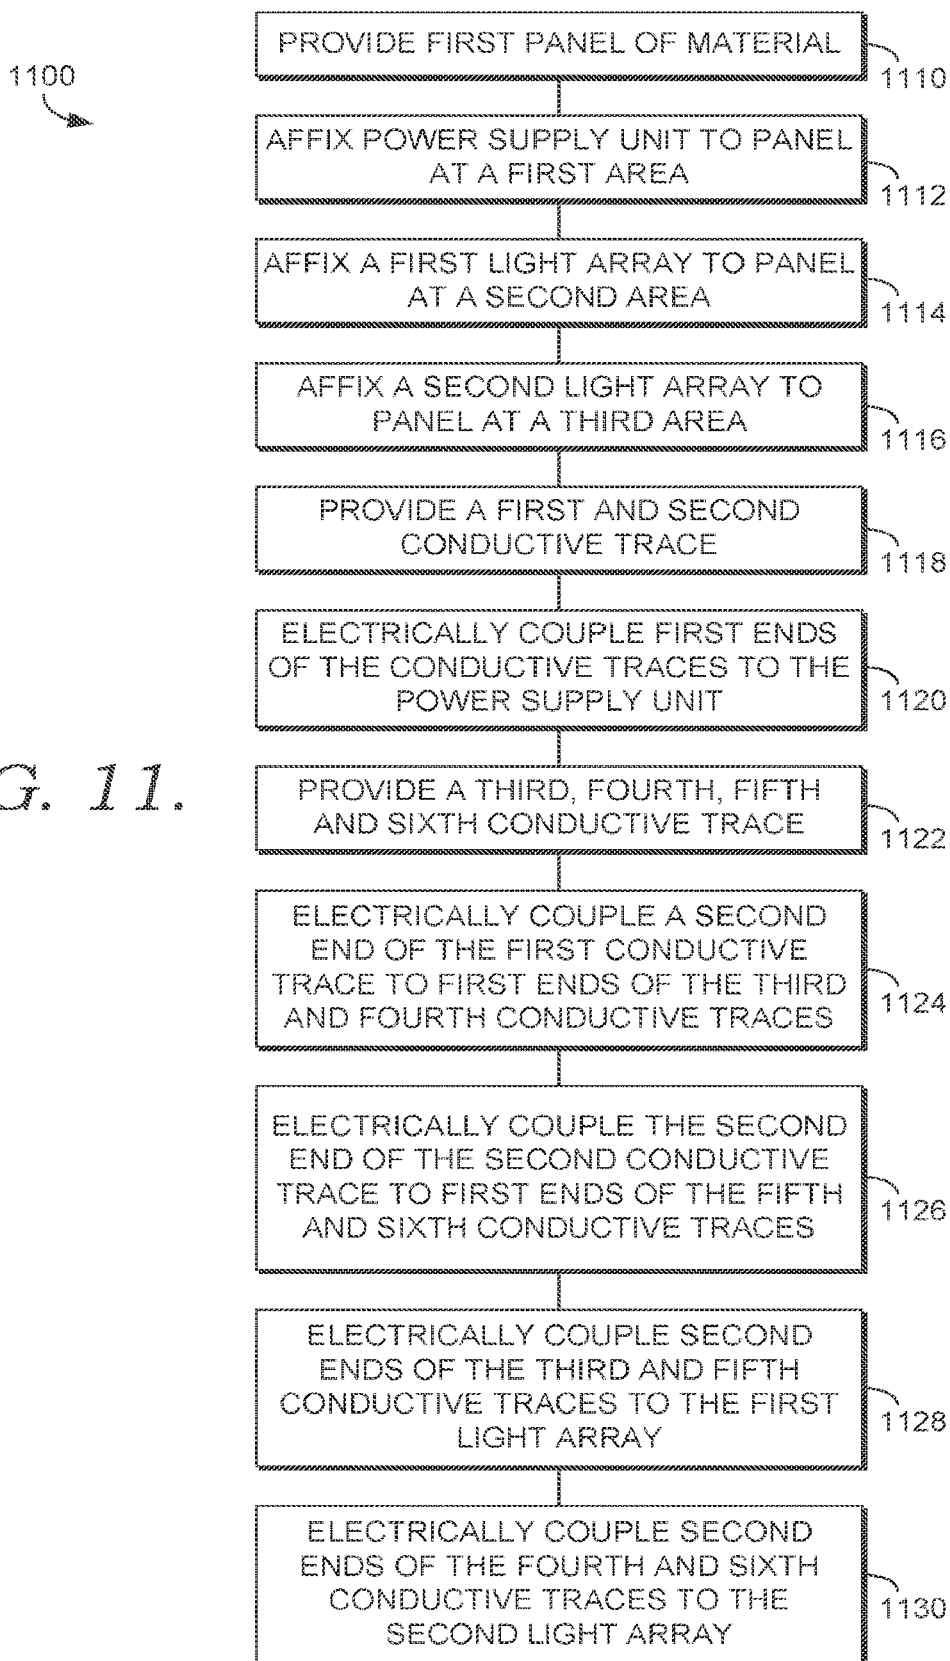 1100
PROVIDE FIRST PANEL OF MATERIAL
1110
AFFIX POWER SUPPLY UNIT TO PANEL
AT A FIRST AREA
1112
AFFIX A FIRST LIGHT ARRAY TO PANEL
AT A SECOND AREA
1114
AFFIX A SECOND LIGHT ARRAY TO
PANEL AT A THIRD AREA
1116
PROVIDE A FIRST AND SECOND
CONDUCTIVE TRACE
1118
ELECTRICALLY COUPLE FIRST ENDS
OF THE CONDUCTIVE TRACES TO THE
POWER SUPPLY UNIT
1120
G. 11.
PROVIDE A THIRD, FOURTH, FIFTH
AND SIXTH CONDUCTIVE TRACE
1122
ELECTRICALLY COUPLE A SECOND
END OF THE FIRST CONDUCTIVE
TRACE TO FIRST ENDS OF THE THIRD
AND FOURTH CONDUCTIVE TRACES
1124
ELECTRICALLY COUPLE THE SECOND
END OF THE SECOND CONDUCTIVE
TRACE TO FIRST ENDS OF THE FIFTH
AND SIXTH CONDUCTIVE TRACES
1126
ELECTRICALLY COUPLE SECOND
ENDS OF THE THIRD AND FIFTH
CONDUCTIVE TRACES TO THE FIRST
LIGHT ARRAY
1128
ELECTRICALLY COUPLE SECOND
ENDS OF THE FOURTH AND SIXTH
CONDUCTIVE TRACES TO THE
SECOND LIGHT ARRAY
1130